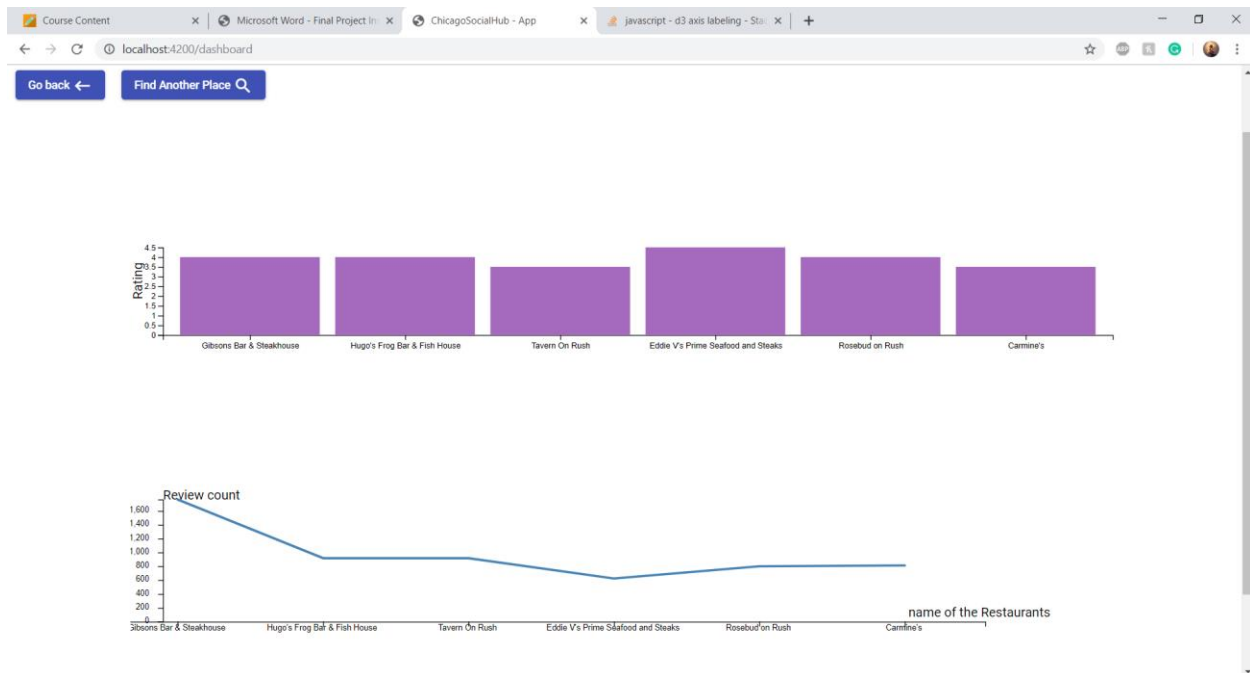 Course Content
Microsoft Word - Final Project In
ChicagoSocialHub - App
javascript - d3 axis labeling - Sta
localhost:4200/dashboard
ABP
Go back
Find Another Place
Rating
4.5
4
3.5
3
2.5
2
1.5
1
0.5
0
Gibsons Bar & Steakhouse Hugo's Frog Bar & Fish House Tavern On Rush Eddie V's Prime Seafood and Steaks Rosebud on Rush Carmine's
Review count
1,600
1,400
1,200
1,000
800
600
400
200
0
name of the Restaurants
Gibsons Bar & Steakhouse Hugo's Frog Bar & Fish House Tavern On Rush Eddie V's Prime Seafood and Steaks Rosebud on Rush Carmine's